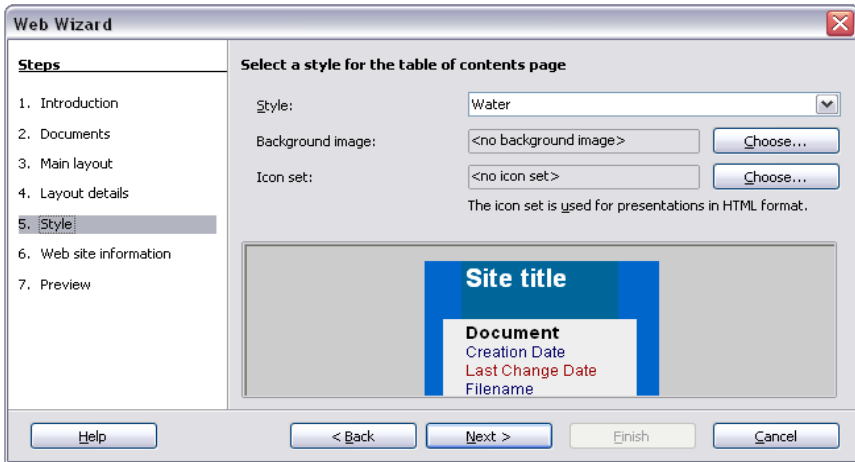 Web Wizard
Steps
1. Introduction
2. Documents
3. Main layout
4. Layout details
5. Style
6. Web site information
7. Preview
Select a style for the table of contents page
Style:
Water
Background image:
<no background image>
Choose...
Icon set:
<no icon set>
Choose...
The icon set is used for presentations in HTML format.
Site title
Document
Creation Date
Last Change Date
Filename
Help
< Back
Next >
Finish
Cancel